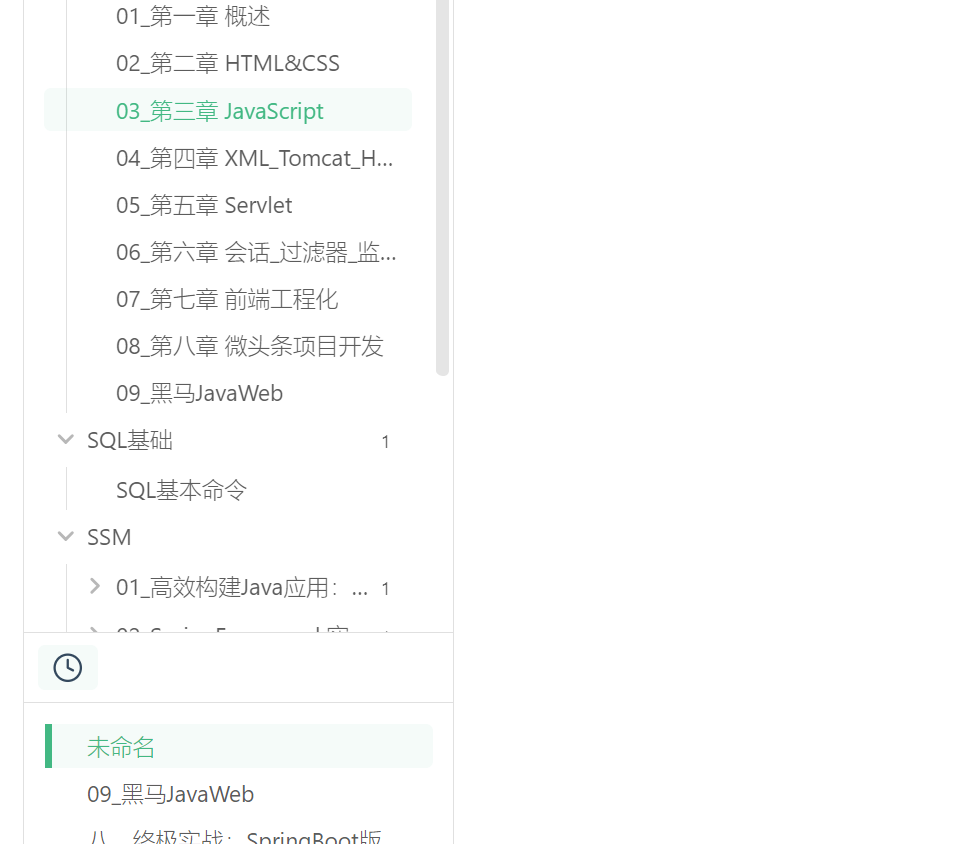 01_第一章 概述
02_第二章 HTML&CSS
03_第三章 JavaScript
04_第四章 XML_Tomcat_H...
05_第五章 Servlet
06_第六章 会话_过滤器_监...
07_第七章 前端工程化
08_第八章 微头条项目开发
09_黑马JavaWeb
SQL基础 1
SQL基本命令
SSM
01_高效构建Java应用：... 1
未命名
09_黑马JavaWeb
八、终极实战：SpringBoot版